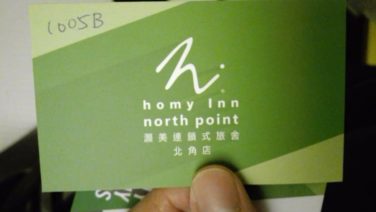 1005B
homy Inn
north point
灝美連鎖式旅舍
北角店